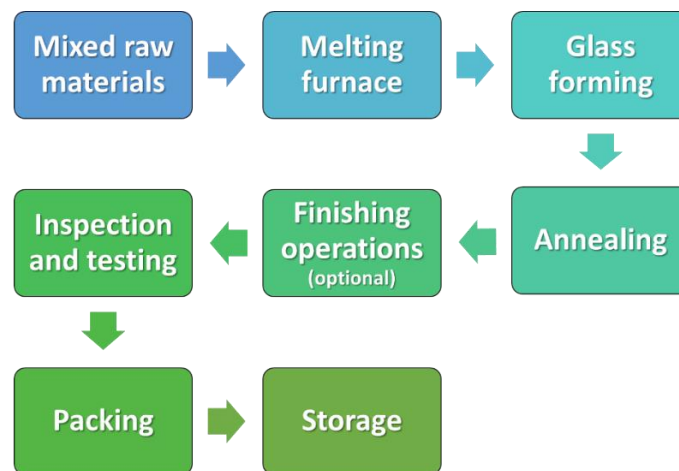 Mixed raw
materials
Melting
furnace
Glass
forming
Annealing
Finishing
operations
(optional)
Inspection
and testing
Packing
Storage